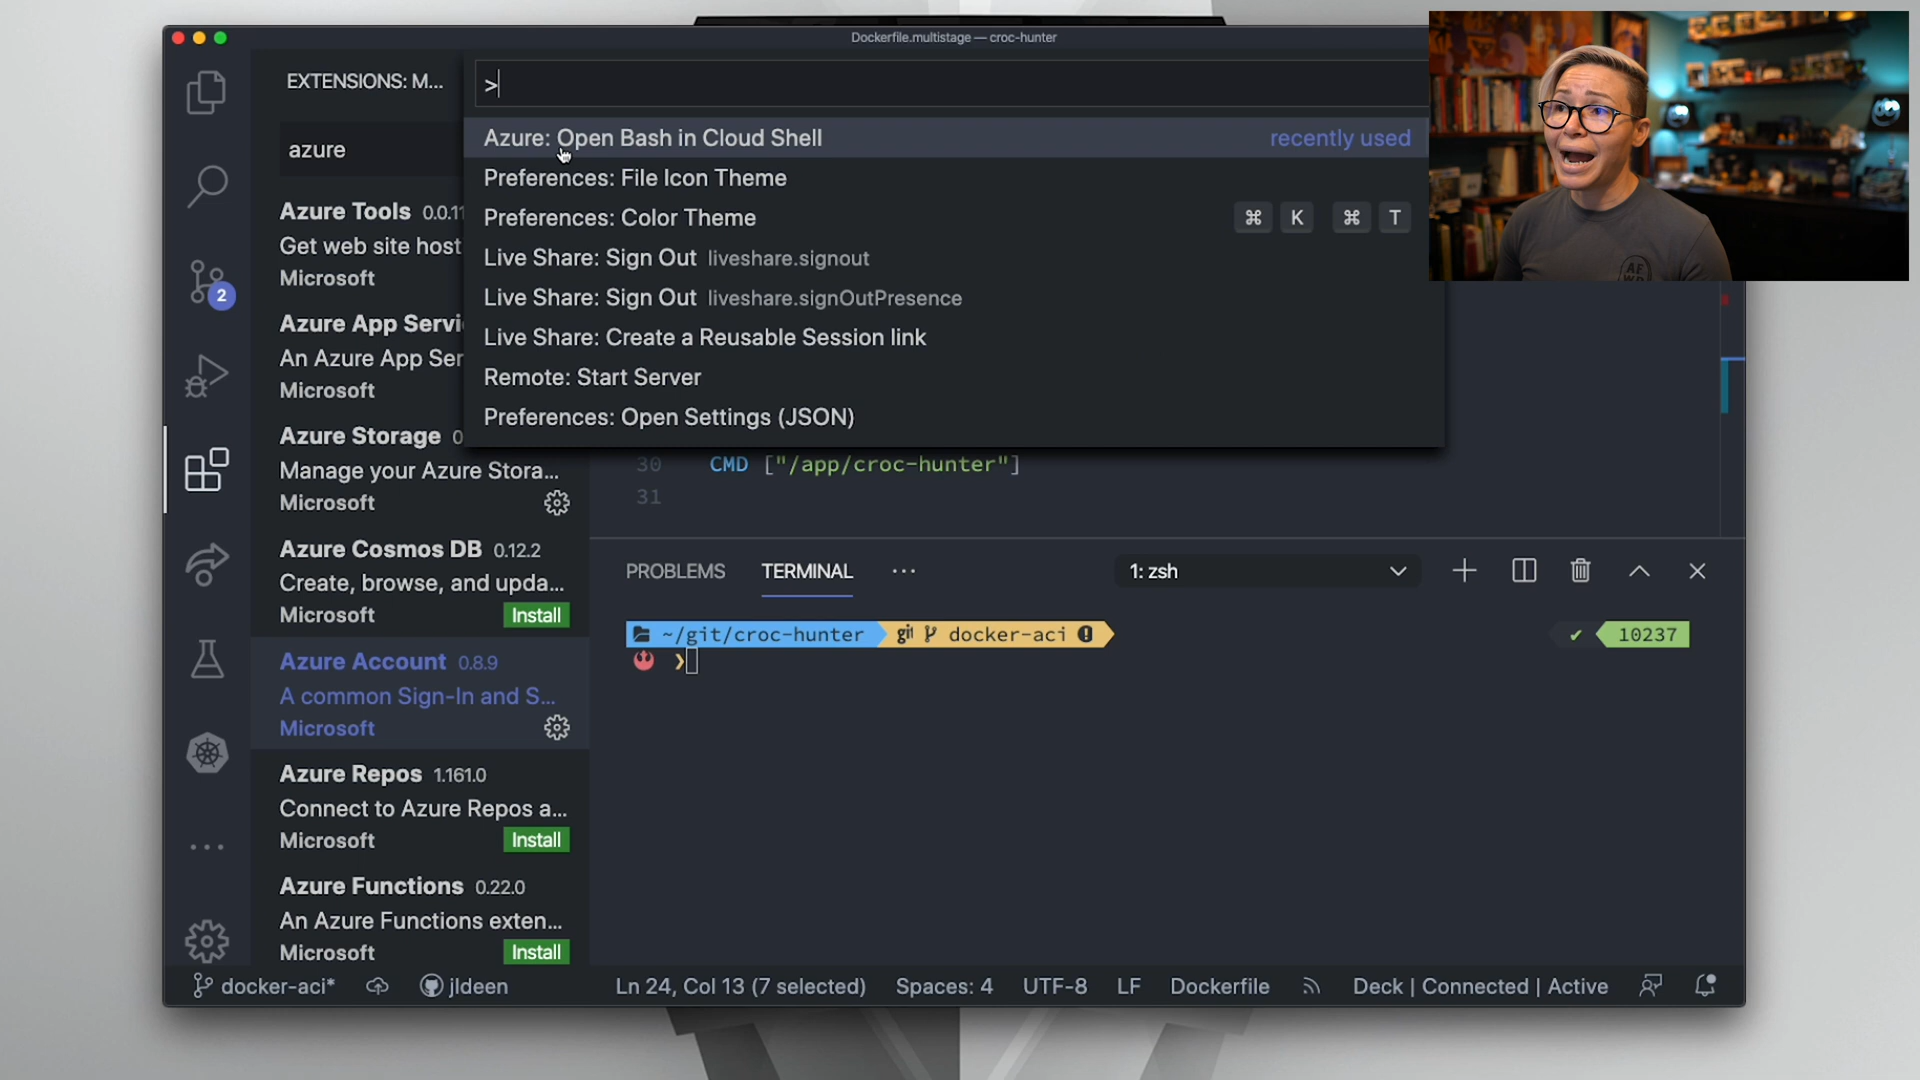 Dockerfile.multistage — croc-hunter
EXTENSIONS: M...
azure
Azure Tools 0.0.11
Get web site host
Microsoft
Azure App Servi
An Azure App Ser
Microsoft
Azure Storage 0
Manage your Azure Stora...
Microsoft
Azure Cosmos DB 0.12.2
Create, browse, and upda...
Microsoft Install
Azure Account 0.8.9
A common Sign-In and S...
Microsoft
Azure Repos 1.161.0
Connect to Azure Repos a...
Microsoft Install
Azure Functions 0.22.0
An Azure Functions exten...
Microsoft Install
2
>
Azure: Open Bash in Cloud Shell recently used
Preferences: File Icon Theme
Preferences: Color Theme ⌘ K ⌘ T
Live Share: Sign Out liveshare.signout
Live Share: Sign Out liveshare.signOutPresence
Live Share: Create a Reusable Session link
Remote: Start Server
Preferences: Open Settings (JSON)
30 CMD ["/app/croc-hunter"]
31
PROBLEMS TERMINAL ··· 1: zsh
~/git/croc-hunter git docker-aci ✔ 10237
❯
docker-aci* jldeen Ln 24, Col 13 (7 selected) Spaces: 4 UTF-8 LF Dockerfile Deck | Connected | Active